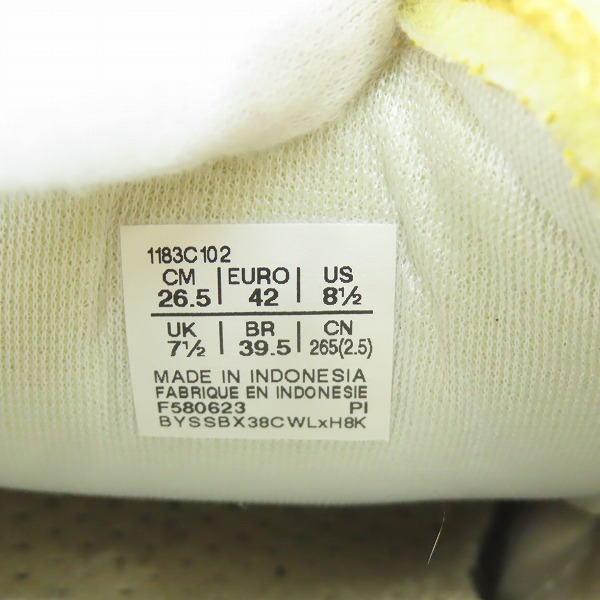 1183C102
CM EURO US
26.5 42 8½
UK BR CN
7½ 39.5 265(2.5)
MADE IN INDONESIA
FABRIQUE EN INDONESIE
F580623 PI
BYSSBX38CWLxH8K